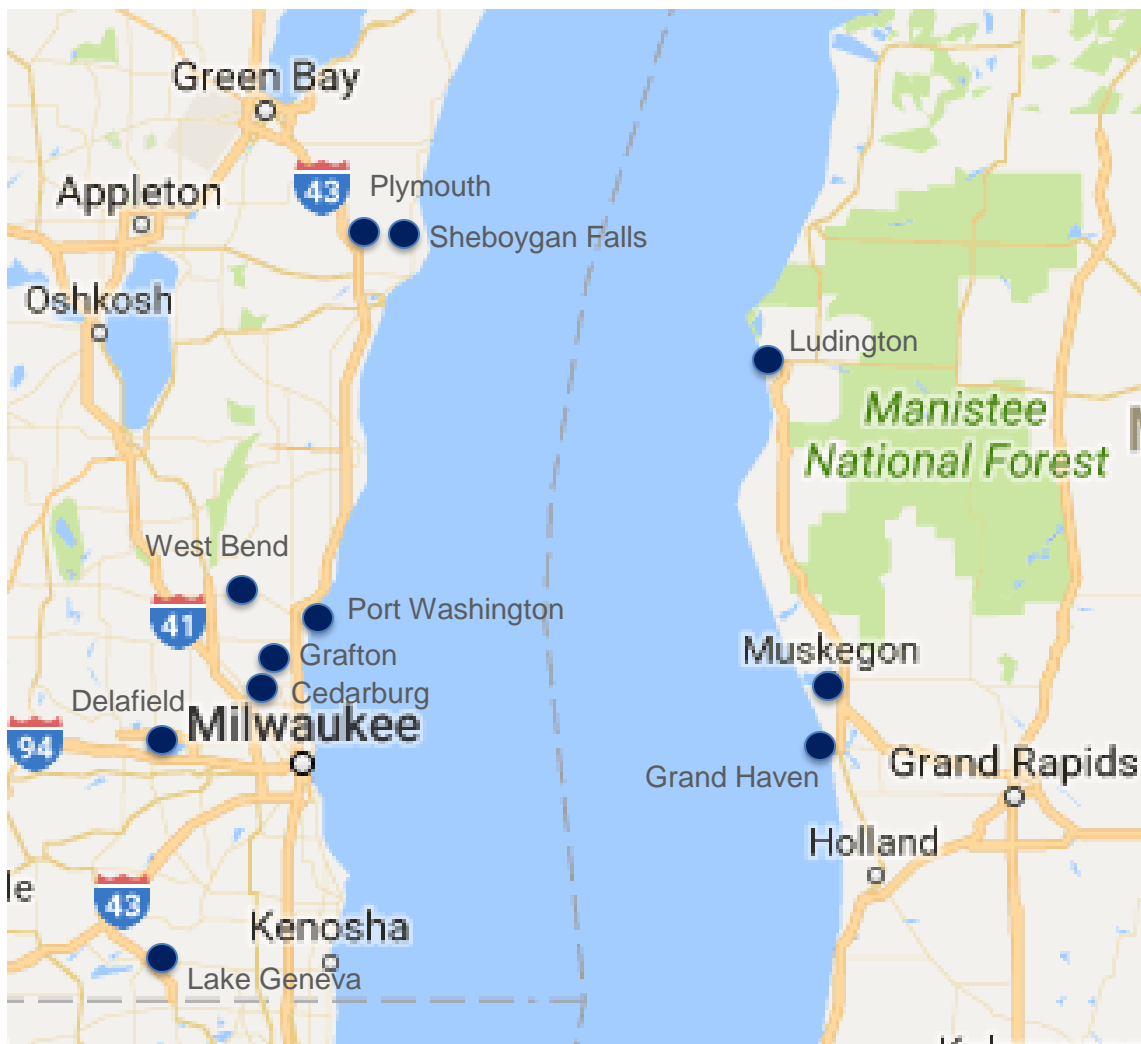 Green Bay
43
Plymouth
Appleton
Sheboygan Falls
Oshkosh
Ludington
Manistee
National Forest
West Bend
41
Port Washington
Grafton
Muskegon
Delafield
Cedarburg
Milwaukee
94
Grand Haven
Grand Rapids
Holland
le
43
Kenosha
Lake Geneva